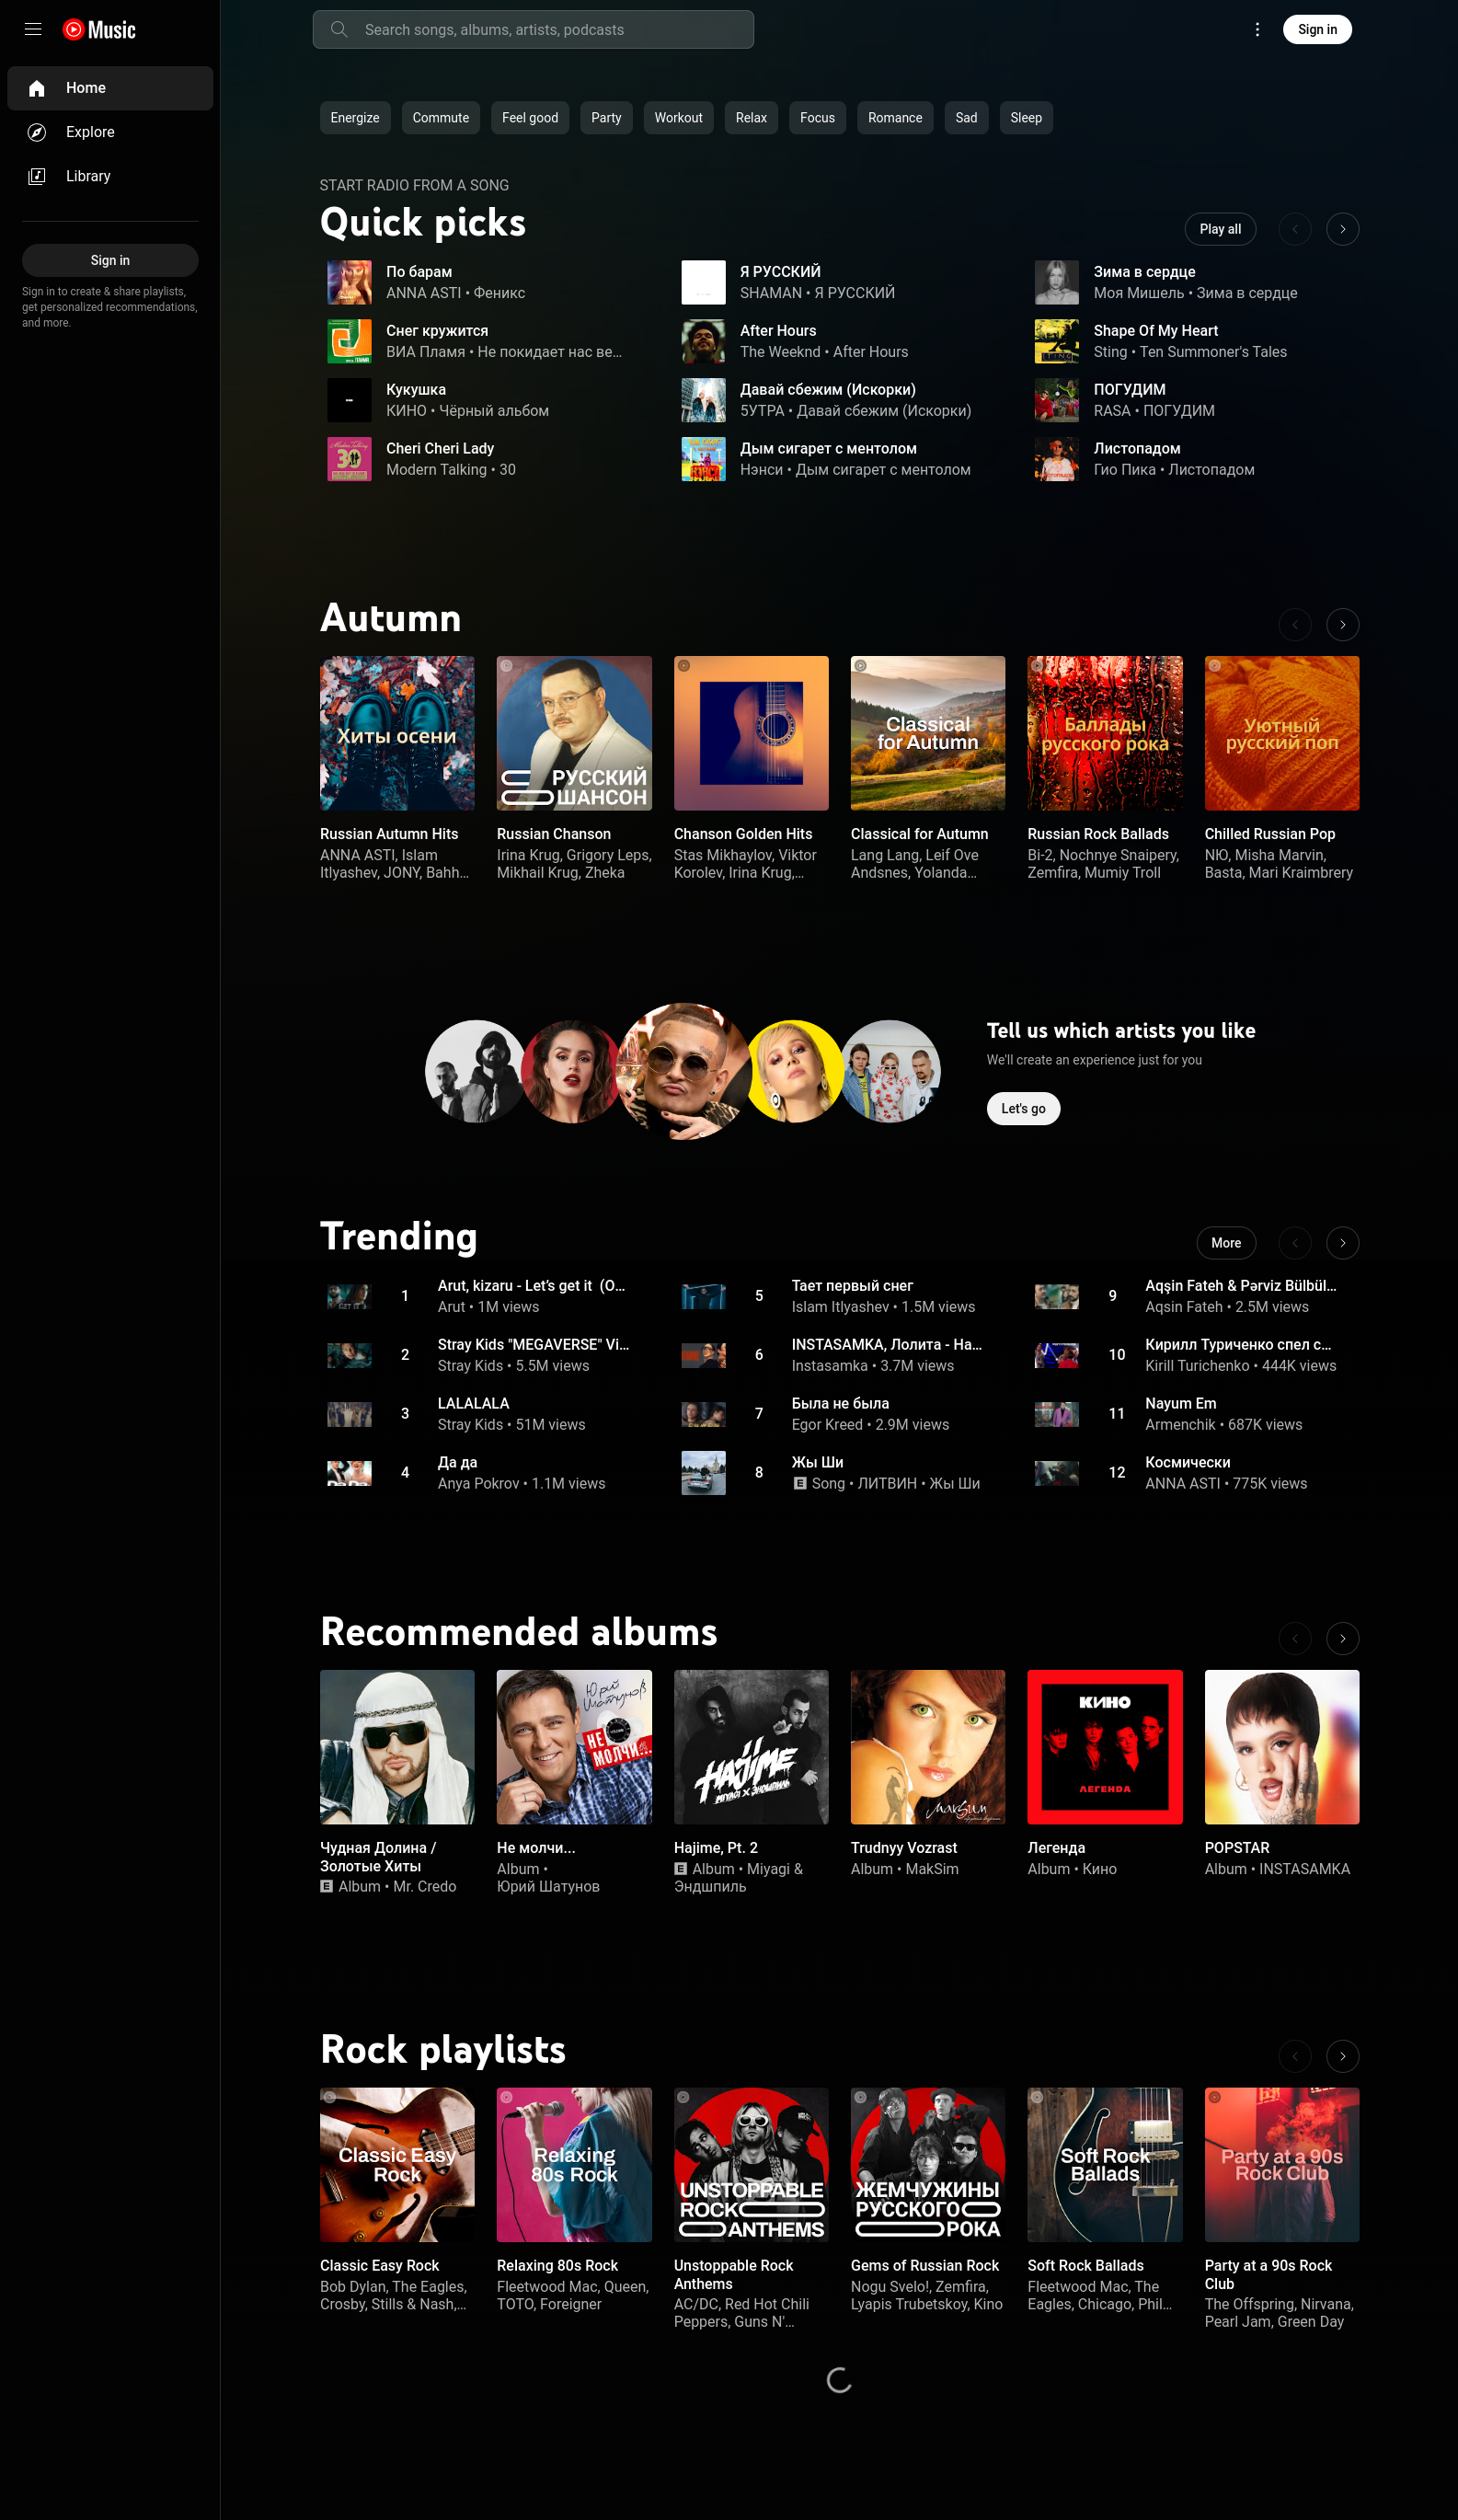 Music
Search songs, albums, artists, podcasts
Sign in
Home
Explore
Library
Sign in
Sign in to create & share playlists,
get personalized recommendations,
and more.
Energize
Commute
Feel good
Party
Workout
Relax
Focus
Romance
Sad
Sleep
START RADIO FROM A SONG
Quick picks
Play all
По барам
ANNA ASTI • Феникс
Снег кружится
ВИА Пламя • Не покидает нас ве...
Кукушка
КИНО • Чёрный альбом
Cheri Cheri Lady
Modern Talking • 30
Я РУССКИЙ
SHAMAN • Я РУССКИЙ
After Hours
The Weeknd • After Hours
Давай сбежим (Искорки)
5УТРА • Давай сбежим (Искорки)
Дым сигарет с ментолом
Нэнси • Дым сигарет с ментолом
Зима в сердце
Моя Мишель • Зима в сердце
Shape Of My Heart
Sting • Ten Summoner's Tales
ПОГУДИМ
RASA • ПОГУДИМ
Листопадом
Гио Пика • Листопадом
Autumn
Хиты осени
Russian Autumn Hits
ANNA ASTI, Islam
Itlyashev, JONY, Bahh...
РУССКИЙ
ШАНСОН
Russian Chanson
Irina Krug, Grigory Leps,
Mikhail Krug, Zheka
Chanson Golden Hits
Stas Mikhaylov, Viktor
Korolev, Irina Krug,...
Classical
for Autumn
Classical for Autumn
Lang Lang, Leif Ove
Andsnes, Yolanda...
Баллады
русского рока
Russian Rock Ballads
Bi-2, Nochnye Snaipery,
Zemfira, Mumiy Troll
Уютный
русский поп
Chilled Russian Pop
NЮ, Misha Marvin,
Basta, Mari Kraimbrery
Tell us which artists you like
We'll create an experience just for you
Let's go
Trending
More
1
Arut, kizaru - Let’s get it (O...
Arut • 1M views
2
Stray Kids "MEGAVERSE" Vi...
Stray Kids • 5.5M views
3
LALALALA
Stray Kids • 51M views
4
Да да
Anya Pokrov • 1.1M views
5
Тает первый снег
Islam Itlyashev • 1.5M views
6
INSTASAMKA, Лолита - На...
Instasamka • 3.7M views
7
Была не была
Egor Kreed • 2.9M views
8
Жы Ши
E Song • ЛИТВИН • Жы Ши
9
Aqşin Fateh & Pərviz Bülbül...
Aqsin Fateh • 2.5M views
10
Кирилл Туриченко спел с...
Kirill Turichenko • 444K views
11
Nayum Em
Armenchik • 687K views
12
Космически
ANNA ASTI • 775K views
Recommended albums
Чудная Долина /
Золотые Хиты
E Album • Mr. Credo
Юрий Шатунов
НЕ МОЛЧИ...
Не молчи...
Album •
Юрий Шатунов
HAJIME
MIYAGI X ЭНДШПИЛЬ
Hajime, Pt. 2
E Album • Miyagi &
Эндшпиль
МакSим
Trudnyy Vozrast
Album • MakSim
КИНО
ЛЕГЕНДА
Легенда
Album • Кино
POPSTAR
Album • INSTASAMKA
Rock playlists
Classic Easy
Rock
Classic Easy Rock
Bob Dylan, The Eagles,
Crosby, Stills & Nash,...
Relaxing
80s Rock
Relaxing 80s Rock
Fleetwood Mac, Queen,
TOTO, Foreigner
UNSTOPPABLE
ROCK
ANTHEMS
Unstoppable Rock
Anthems
AC/DC, Red Hot Chili
Peppers, Guns N'...
ЖЕМЧУЖИНЫ
РУССКОГО
РОКА
Gems of Russian Rock
Nogu Svelo!, Zemfira,
Lyapis Trubetskoy, Kino
Soft Rock
Ballads
Soft Rock Ballads
Fleetwood Mac, The
Eagles, Chicago, Phil...
Party at a 90s
Rock Club
Party at a 90s Rock
Club
The Offspring, Nirvana,
Pearl Jam, Green Day